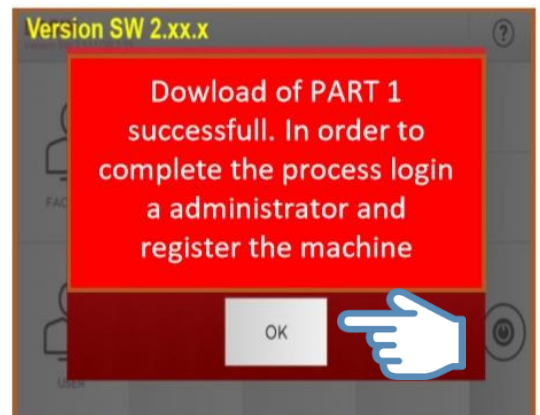 Version SW 2.xx.x
?
Dowload of PART 1
successfull. In order to
complete the process login
a administrator and
register the machine
FAC
OK
USER